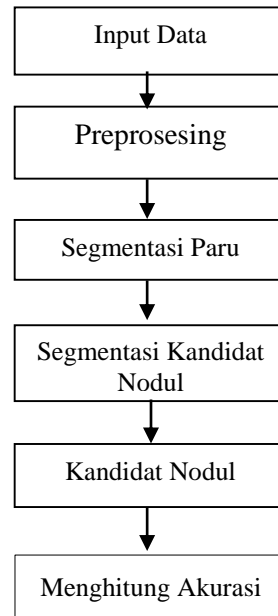 Input Data
Preprosesing
Segmentasi Paru
Segmentasi Kandidat
Nodul
Kandidat Nodul
Menghitung Akurasi